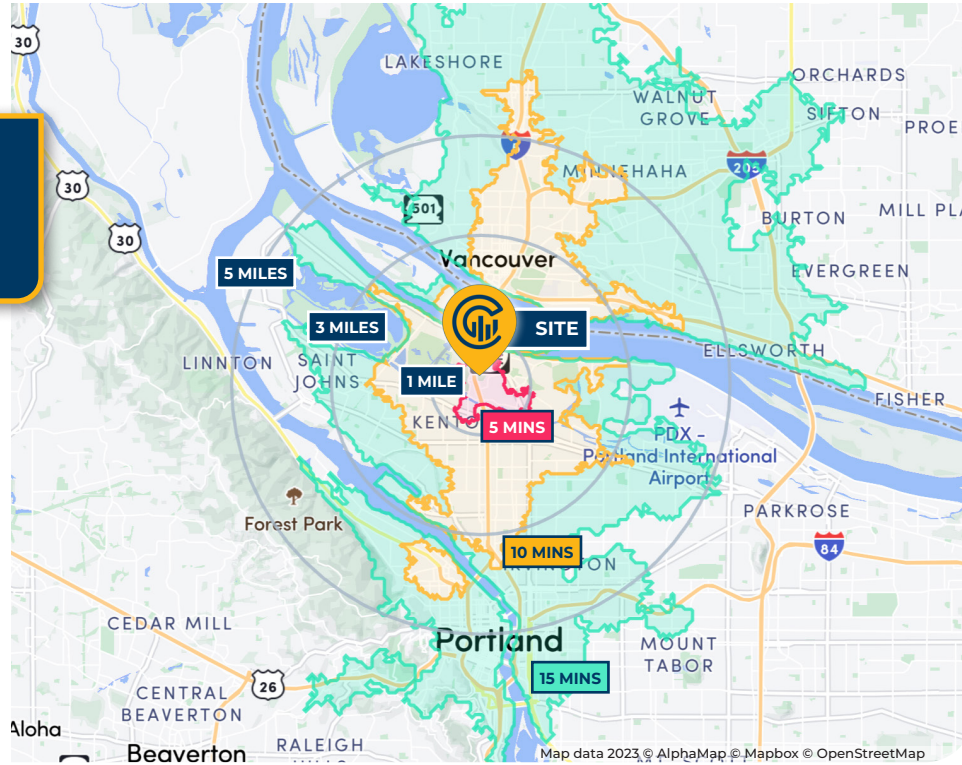 30
LAKESHORE
ORCHARDS
WALNUT
GROVE
SIFTON
PROE
5
MINNEHAHA
205
30
501
BURTON
MILL PLA
30
Vancouver
EVERGREEN
5 MILES
3 MILES
SITE
LINNTON
SAINT
JOHNS
ELLSWORTH
1 MILE
FISHER
KENTO
5 MINS
PDX -
Portland International
Airport
PARKROSE
Forest Park
10 MINS
84
INGTON
CEDAR MILL
Portland
MOUNT
TABOR
15 MINS
26
CENTRAL
BEAVERTON
Aloha
RALEIGH
Beaverton
Map data 2023 © AlphaMap © Mapbox © OpenStreetMap